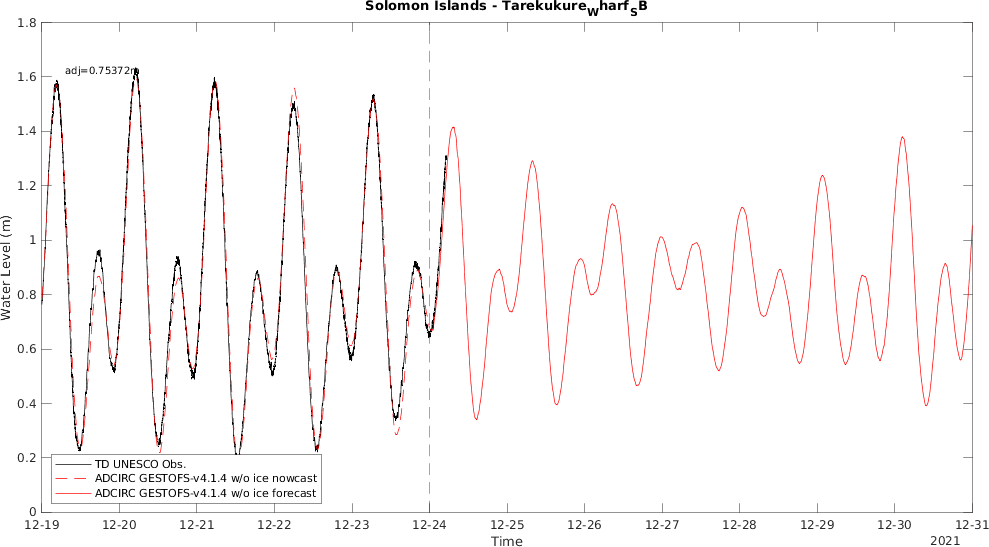 Solomon Islands - TarekukureWharfSB
adj=0.75372m
Water Level (m)
1.8
1.6
1.4
1.2
1
0.8
0.6
0.4
0.2
0
TD UNESCO Obs.
ADCIRC GESTOFS-v4.1.4 w/o ice nowcast
ADCIRC GESTOFS-v4.1.4 w/o ice forecast
12-19 12-20 12-21 12-22 12-23 12-24 12-25 12-26 12-27 12-28 12-29 12-30 12-31
Time
2021